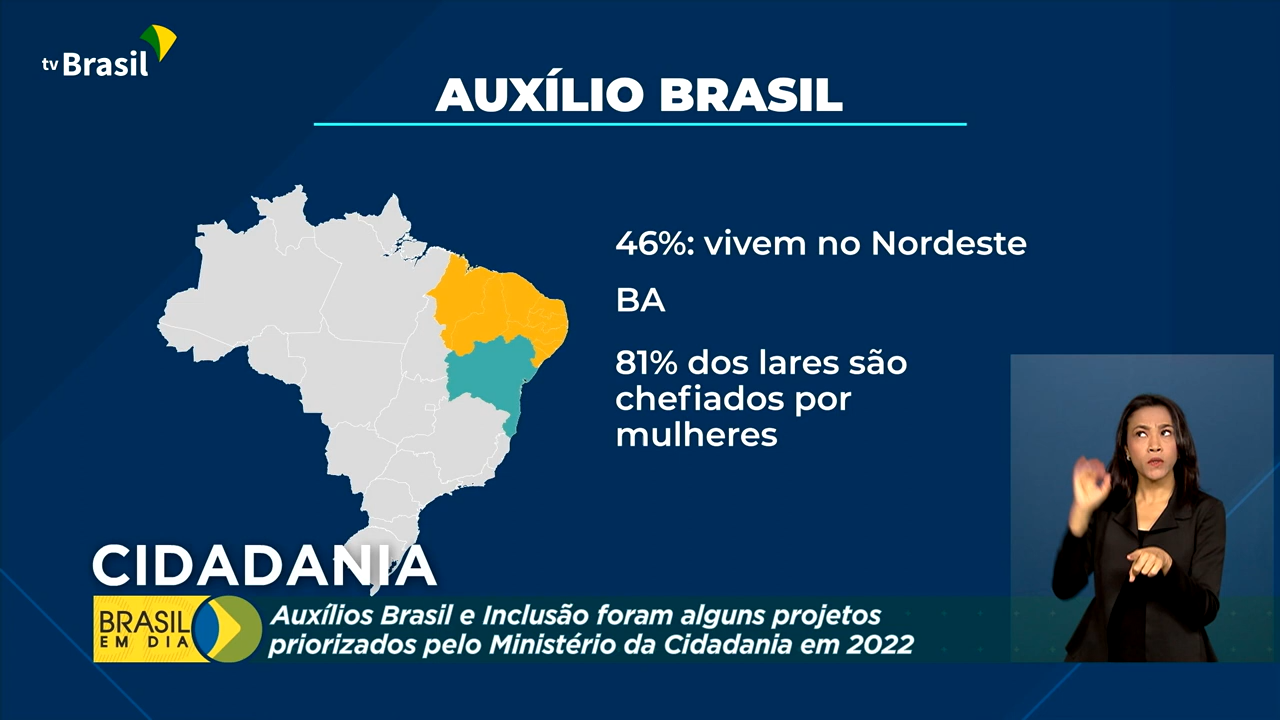 tv Brasil
AUXÍLIO BRASIL
46%: vivem no Nordeste
BA
81% dos lares são
chefiados por
mulheres
CIDADANIA
BRASIL
EM DIA
Auxílios Brasil e Inclusão foram alguns projetos
priorizados pelo Ministério da Cidadania em 2022